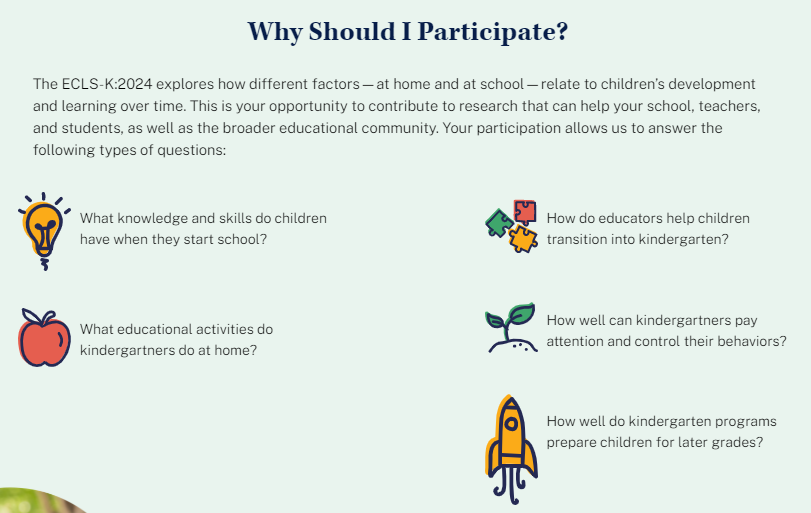 Why Should I Participate?
The ECLS-K:2024 explores how different factors — at home and at school — relate to children's development
and learning over time. This is your opportunity to contribute to research that can help your school, teachers,
and students, as well as the broader educational community. Your participation allows us to answer the
following types of questions:
What knowledge and skills do children
have when they start school?
What educational activities do
kindergartners do at home?
How do educators help children
transition into kindergarten?
How well can kindergartners pay
attention and control their behaviors?
How well do kindergarten programs
prepare children for later grades?